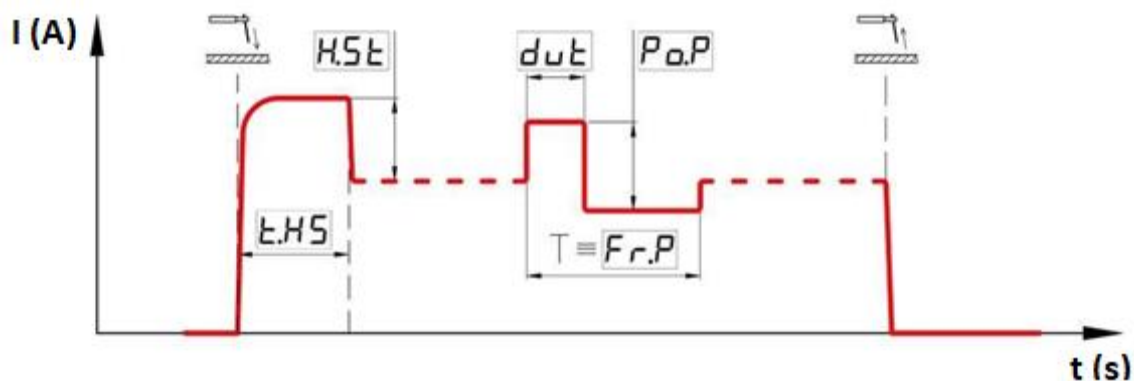 I (A)
H.St
dut
Po.P
t.HS
T ≡ Fr.P
t (s)